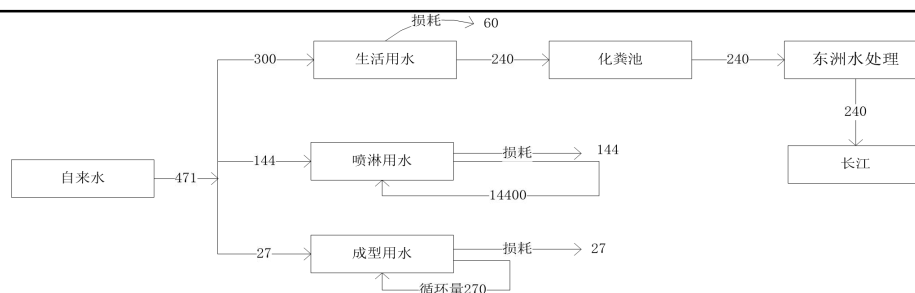 损耗 60
300 生活用水 240 化粪池 240 东洲水处理
240
自来水 471 144 喷淋用水 损耗 144 长江
14400
27 成型用水 损耗 27
循环量270